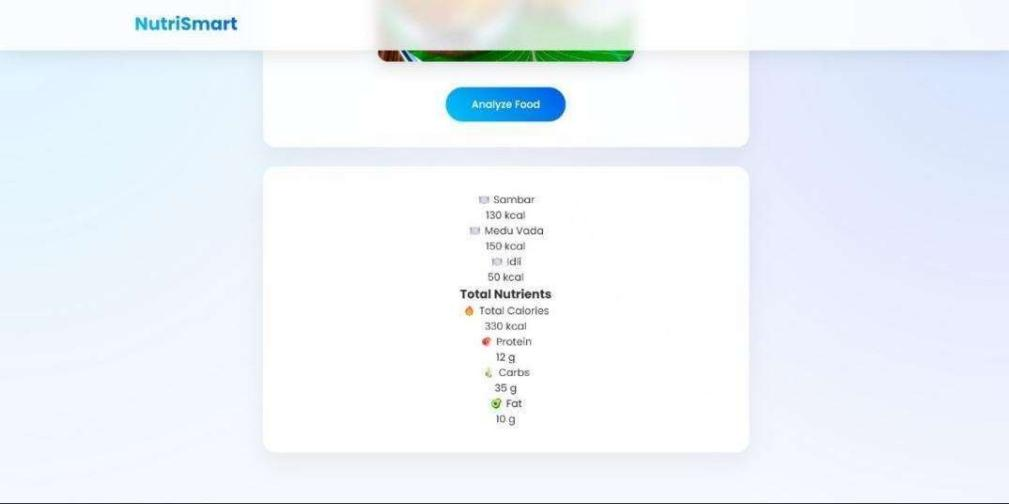 NutriSmart
Analyze Food
🍽️ Sambar
130 kcal
🍽️ Medu Vada
150 kcal
🍽️ Idli
50 kcal
Total Nutrients
🔥 Total Calories
330 kcal
🥩 Protein
12 g
🍚 Carbs
35 g
🥑 Fat
10 g